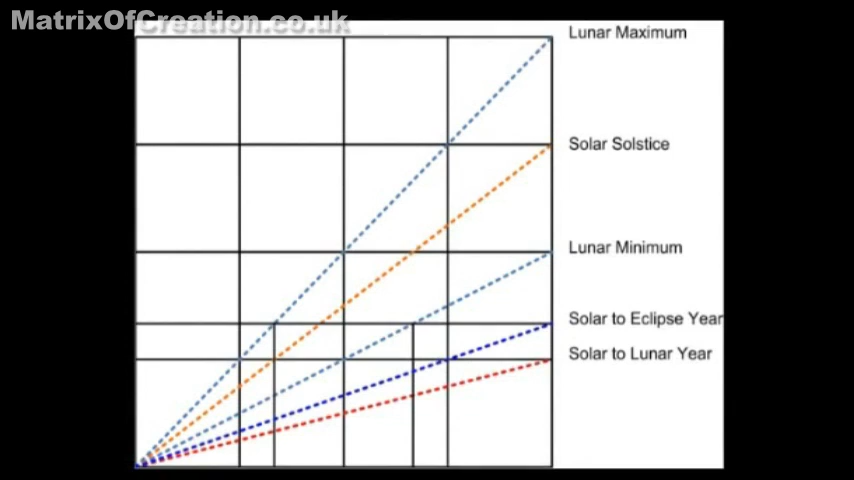 MatrixOfCreation.co.uk
Lunar Maximum
Solar Solstice
Lunar Minimum
Solar to Eclipse Year
Solar to Lunar Year